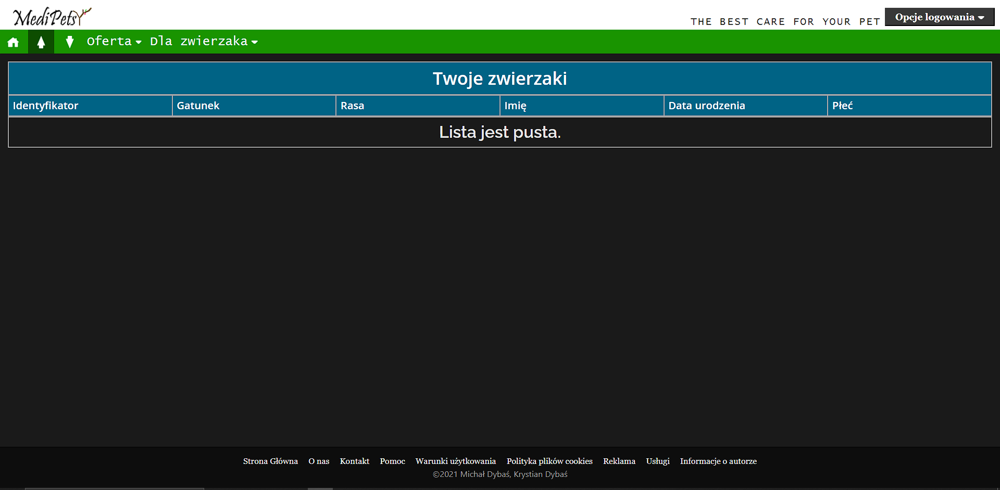 MediPets
THE BEST CARE FOR YOUR PET
Opcje logowania
Oferta Dla zwierzaka
Twoje zwierzaki
Identyfikator Gatunek Rasa Imię Data urodzenia Płeć
Lista jest pusta.
Strona Główna O nas Kontakt Pomoc Warunki użytkowania Polityka plików cookies Reklama Usługi Informacje o autorze
©2021 Michał Dybaś, Krystian Dybaś